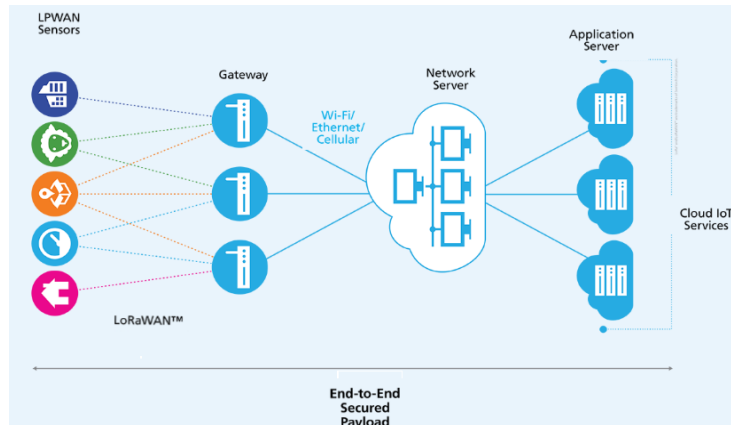 LPWAN
Sensors
Gateway
Wi-Fi/
Ethernet/
Cellular
Network
Server
Application
Server
Cloud IoT
Services
LoRaWAN™
End-to-End
Secured
Payload